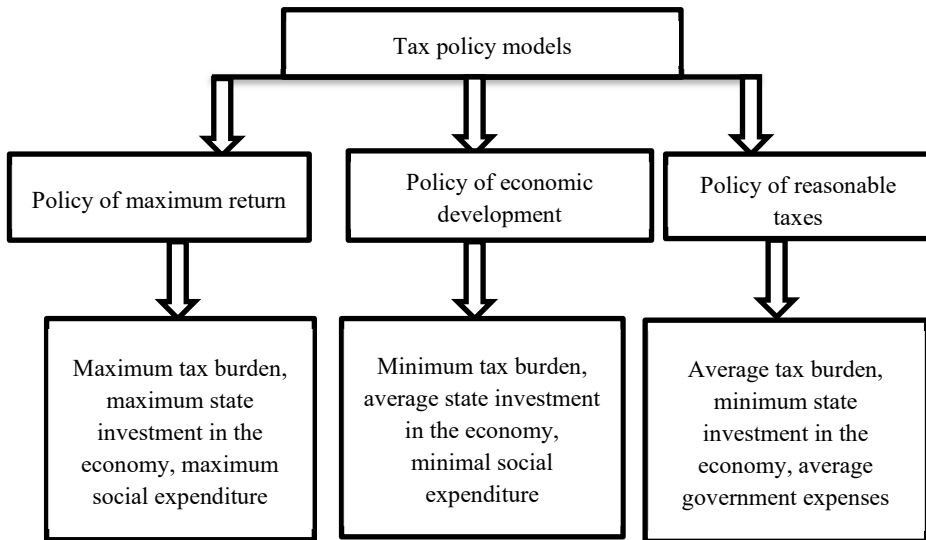 Tax policy models
Policy of maximum return
Policy of economic
development
Policy of reasonable
taxes
Maximum tax burden,
maximum state
investment in the
economy, maximum
social expenditure
Minimum tax burden,
average state investment
in the economy,
minimal social
expenditure
Average tax burden,
minimum state
investment in the
economy, average
government expenses